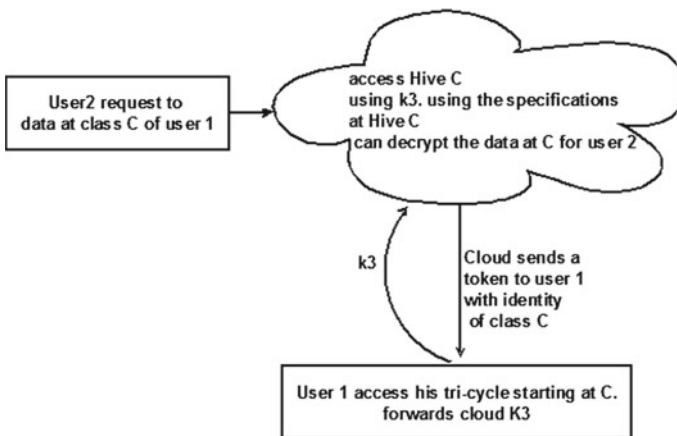 User2 request to
data at class C of user 1
access Hive C
using k3. using the specifications
at Hive C
can decrypt the data at C for user 2
k3
Cloud sends a
token to user 1
with identity
of class C
User 1 access his tri-cycle starting at C.
forwards cloud K3